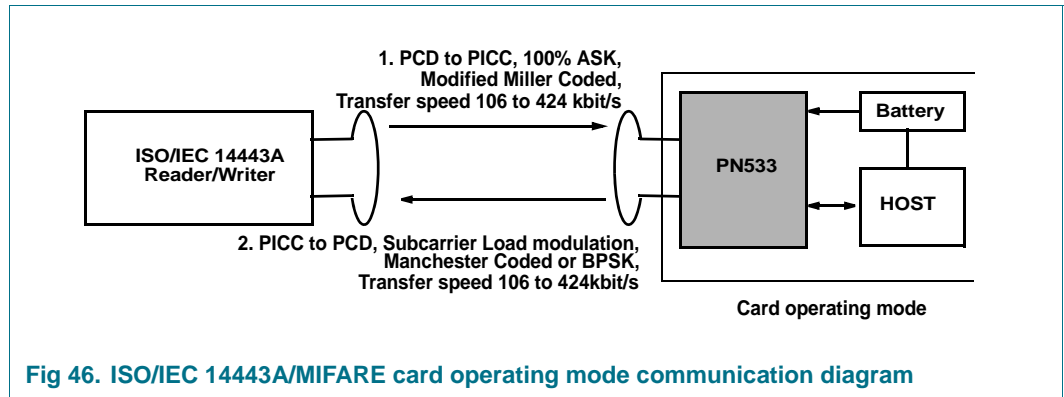 1. PCD to PICC, 100% ASK,
Modified Miller Coded,
Transfer speed 106 to 424 kbit/s
ISO/IEC 14443A
Reader/Writer
PN533
Battery
HOST
2. PICC to PCD, Subcarrier Load modulation,
Manchester Coded or BPSK,
Transfer speed 106 to 424kbit/s
Card operating mode
Fig 46. ISO/IEC 14443A/MIFARE card operating mode communication diagram